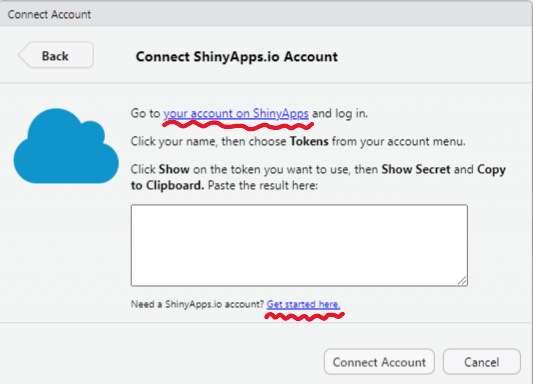 Connect Account
Back
Connect ShinyApps.io Account
Go to your account on ShinyApps and log in.
Click your name, then choose Tokens from your account menu.
Click Show on the token you want to use, then Show Secret and Copy
to Clipboard. Paste the result here:
Need a ShinyApps.io account? Get started here.
Connect Account
Cancel